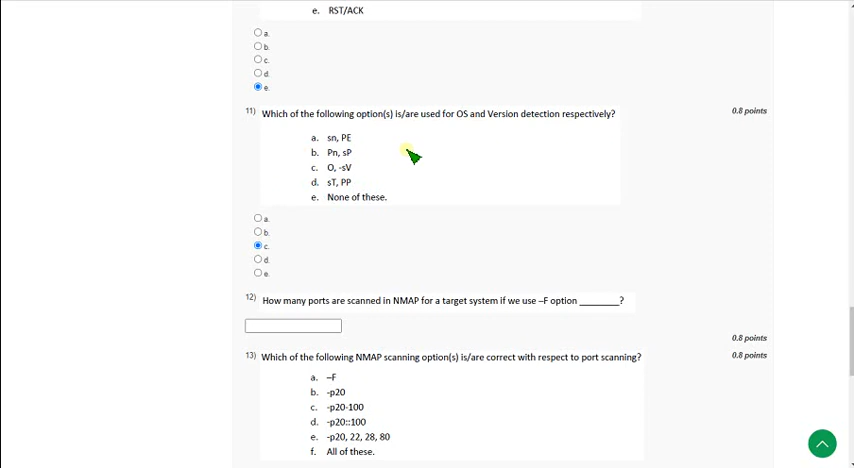 e. RST/ACK
a.
b.
c.
d.
e.
11) Which of the following option(s) is/are used for OS and Version detection respectively? 0.8 points
a. sn, PE
b. Pn, sP
c. O, -sV
d. sT, PP
e. None of these.
a.
b.
c.
d.
e.
12) How many ports are scanned in NMAP for a target system if we use –F option ________?
0.8 points
13) Which of the following NMAP scanning option(s) is/are correct with respect to port scanning? 0.8 points
a. –F
b. -p20
c. -p20-100
d. -p20::100
e. -p20, 22, 28, 80
f. All of these.